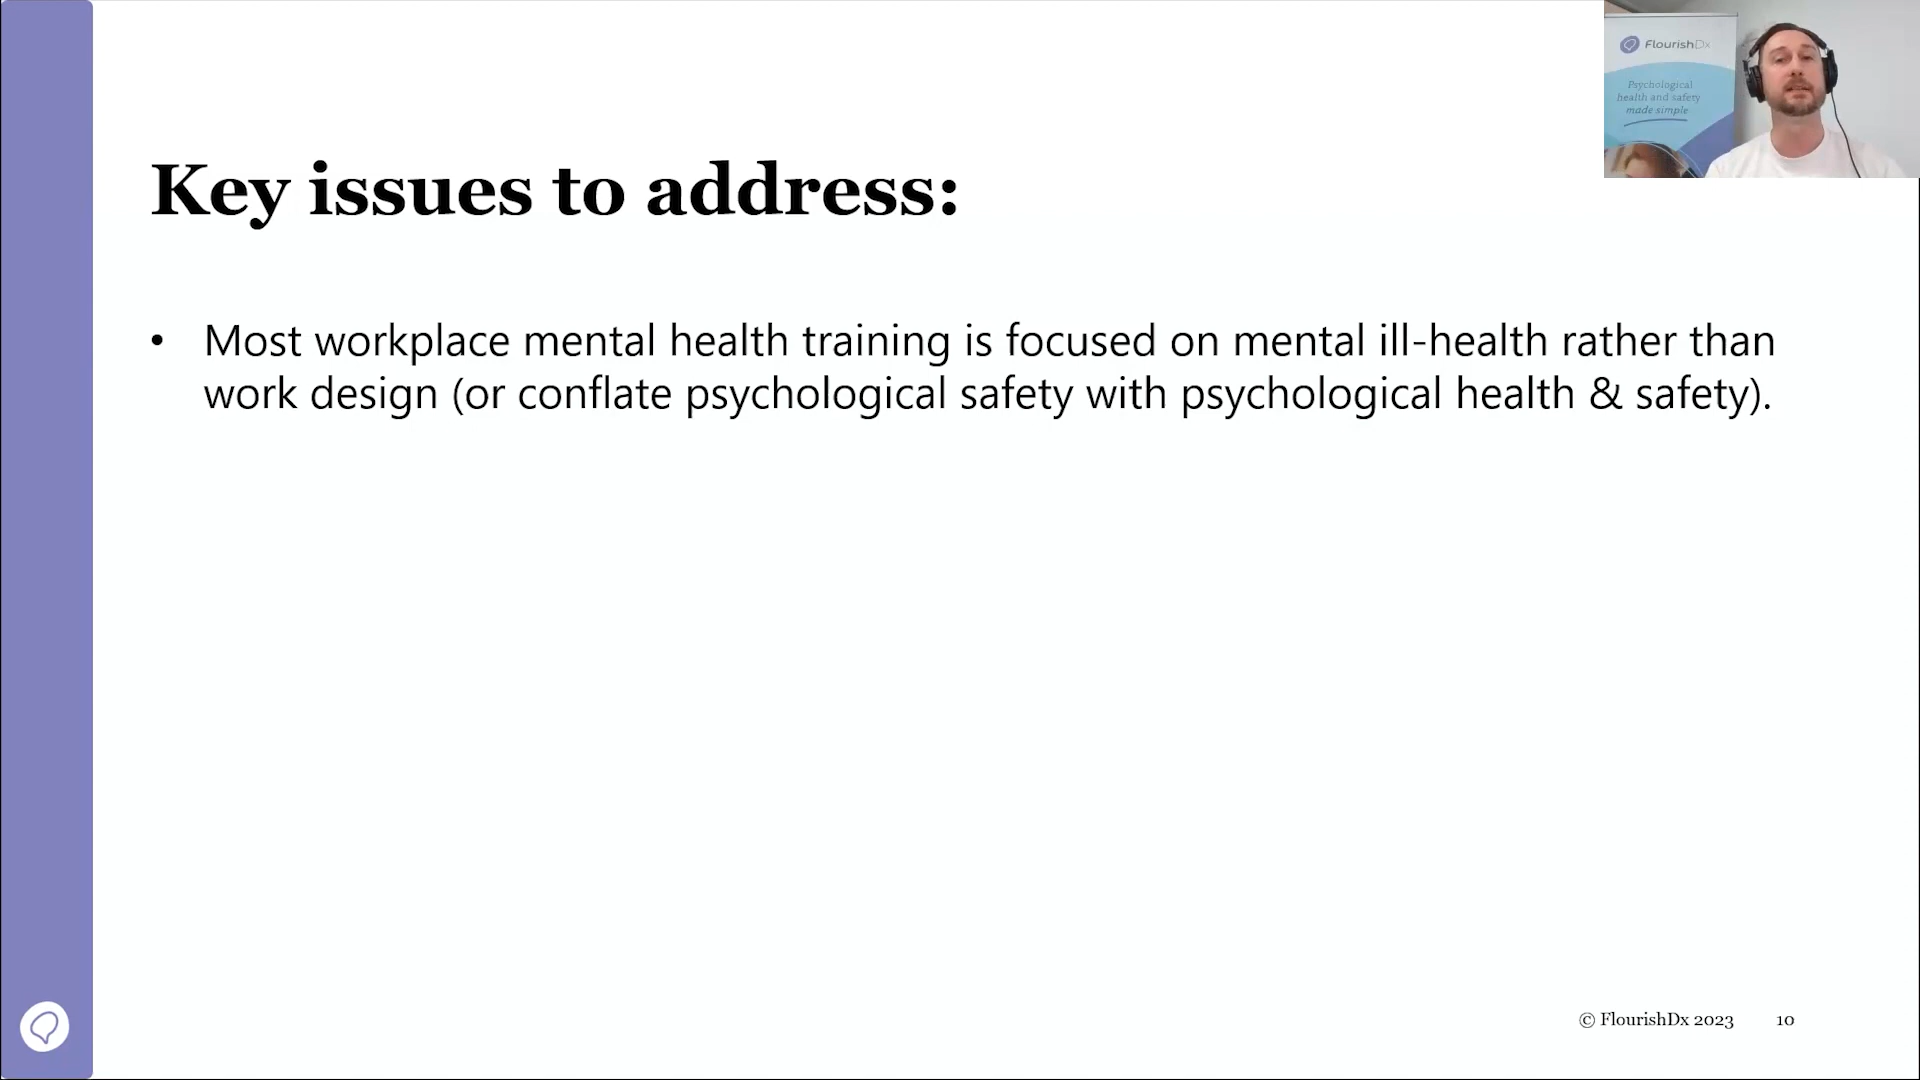 FlourishDx
Psychological
health and safety
made simple
Key issues to address:
• Most workplace mental health training is focused on mental ill-health rather than
work design (or conflate psychological safety with psychological health & safety).
© FlourishDx 2023 10